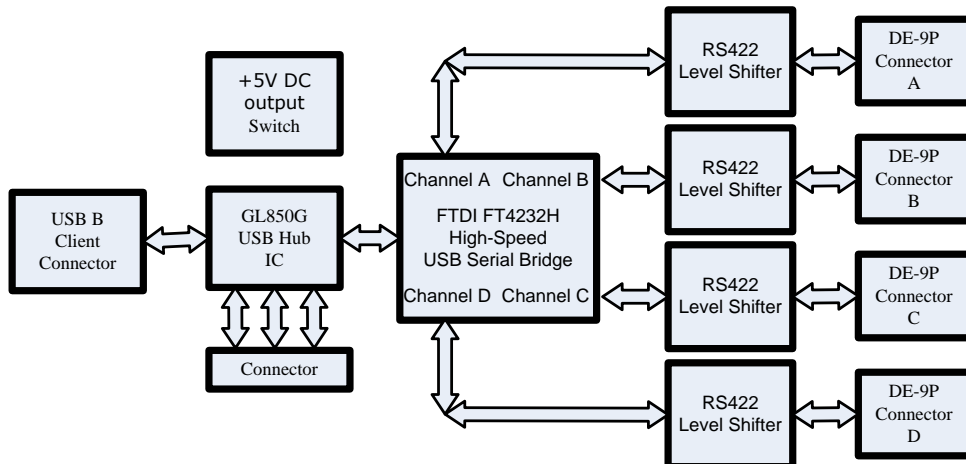 +5V DC
output
Switch
USB B
Client
Connector
GL850G
USB Hub
IC
Connector
Channel A Channel B
FTDI FT4232H
High-Speed
USB Serial Bridge
Channel D Channel C
RS422
Level Shifter
DE-9P
Connector
A
RS422
Level Shifter
DE-9P
Connector
B
RS422
Level Shifter
DE-9P
Connector
C
RS422
Level Shifter
DE-9P
Connector
D